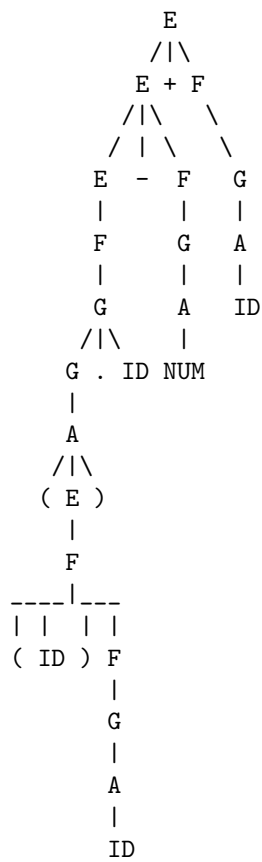 E
/|\
E + F
/|\ \
/ | \ \
E - F G
| | |
F G A
| | |
G A ID
/|\ |
G . ID NUM
|
A
/|\
( E )
|
F
____|___
| | | |
( ID ) F
|
G
|
A
|
ID